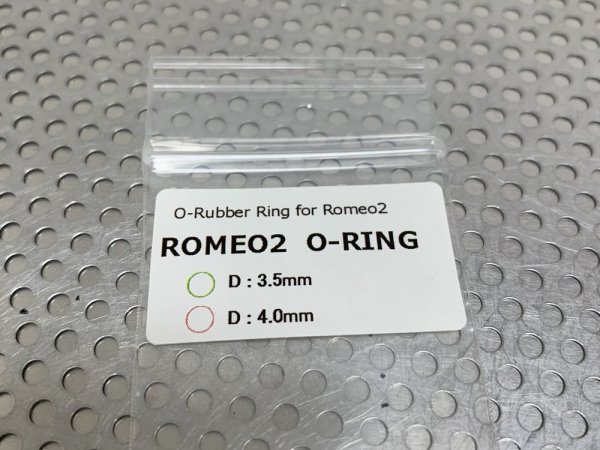 O-Rubber Ring for Romeo2
ROMEO2 O-RING
D : 3.5mm
D : 4.0mm